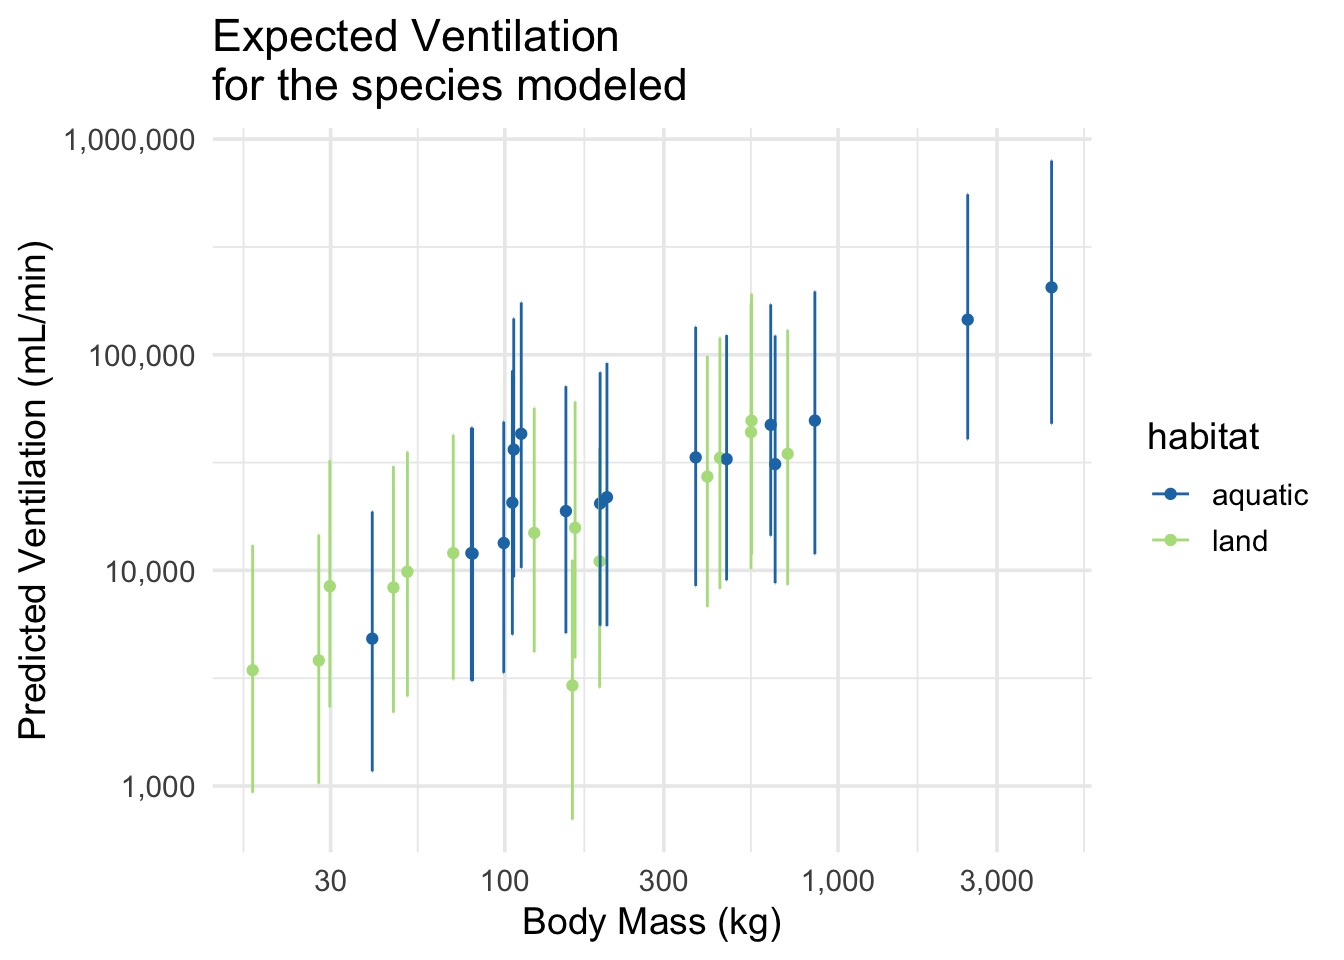 Expected Ventilation
for the species modeled
Predicted Ventilation (mL/min)
1,000,000
100,000
10,000
1,000
30
100
300
1,000
3,000
Body Mass (kg)
habitat
aquatic
land